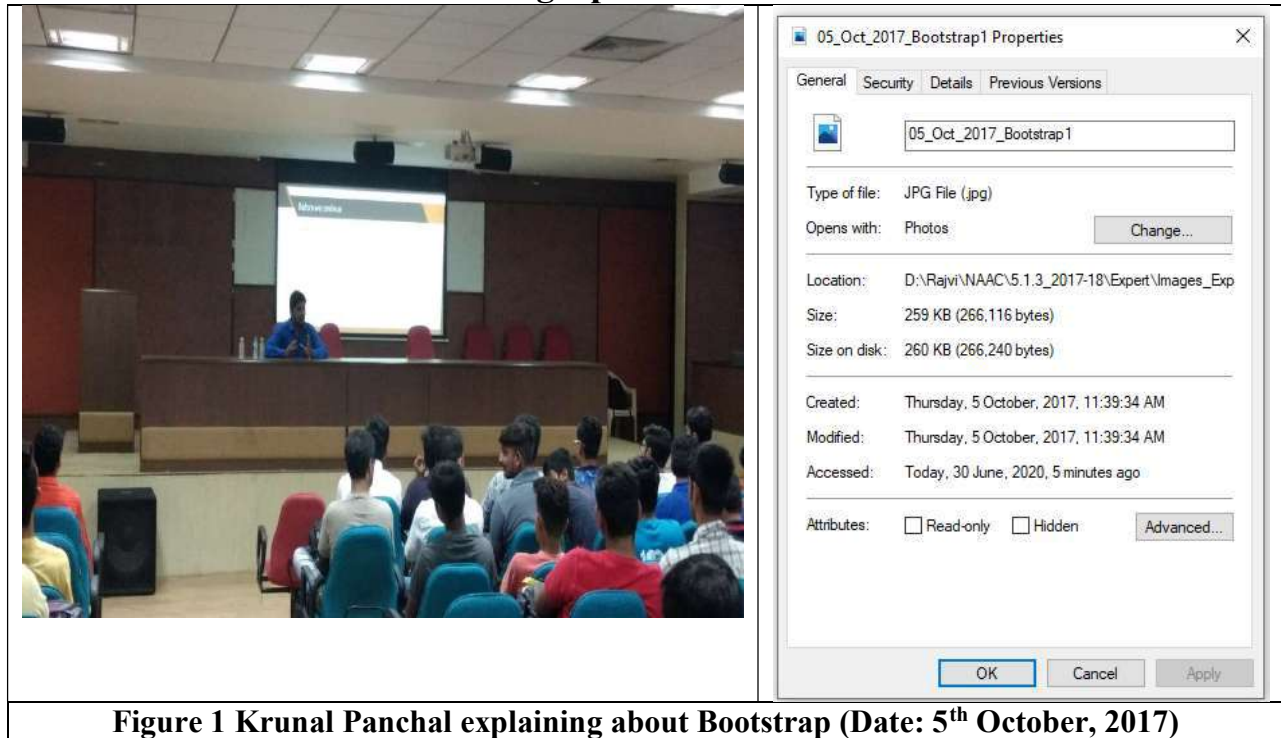 05_Oct_2017_Bootstrap1 Properties
General Security Details Previous Versions
05_Oct_2017_Bootstrap1
Type of file: JPG File (.jpg)
Opens with: Photos Change...
Location: D:\Rajvi\NAAC\5.1.3_2017-18\Expert\Images_Exp
Size: 259 KB (266,116 bytes)
Size on disk: 260 KB (266,240 bytes)
Created: Thursday, 5 October, 2017, 11:39:34 AM
Modified: Thursday, 5 October, 2017, 11:39:34 AM
Accessed: Today, 30 June, 2020, 5 minutes ago
Attributes: Read-only Hidden Advanced...
OK Cancel Apply
Figure 1 Krunal Panchal explaining about Bootstrap (Date: 5th October, 2017)